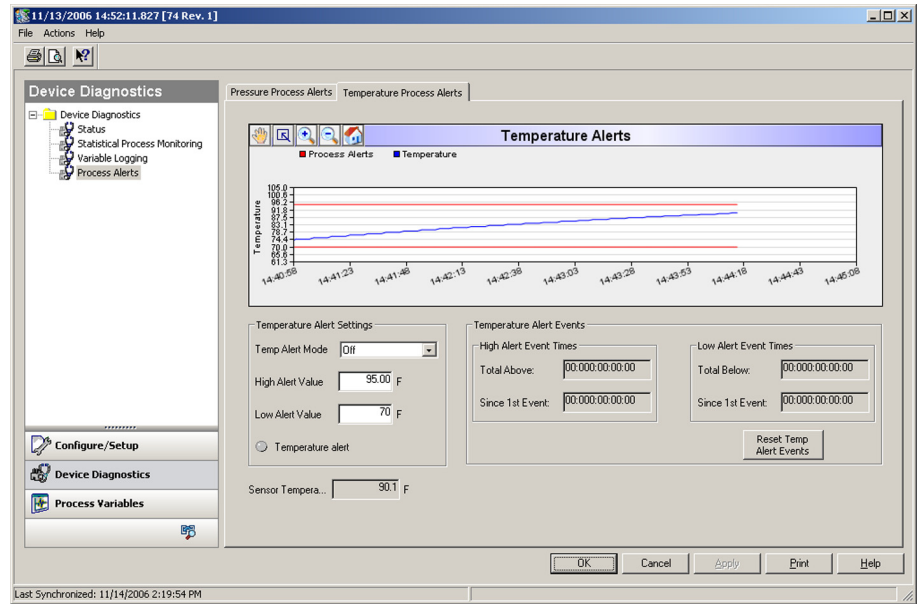 11/13/2006 14:52:11.827 [74 Rev. 1]
File Actions Help
Device Diagnostics
Device Diagnostics
Status
Statistical Process Monitoring
Variable Logging
Process Alerts
Configure/Setup
Device Diagnostics
Process Variables
Pressure Process Alerts Temperature Process Alerts
Temperature Alerts
Process Alerts Temperature
Temperature
105.0
100.6
96.2
91.8
87.5
83.1
78.7
74.4
70.0
65.6
61.3
14:40:58 14:41:23 14:41:48 14:42:13 14:42:38 14:43:03 14:43:28 14:43:53 14:44:18 14:44:43 14:45:08
Temperature Alert Settings
Temp Alert Mode Off
High Alert Value 95.00 F
Low Alert Value 70 F
Temperature alert
Sensor Tempera... 90.1 F
Temperature Alert Events
High Alert Event Times
Total Above: 00:000:00:00:00
Since 1st Event: 00:000:00:00:00
Low Alert Event Times
Total Below: 00:000:00:00:00
Since 1st Event: 00:000:00:00:00
Reset Temp
Alert Events
OK Cancel Apply Print Help
Last Synchronized: 11/14/2006 2:19:54 PM